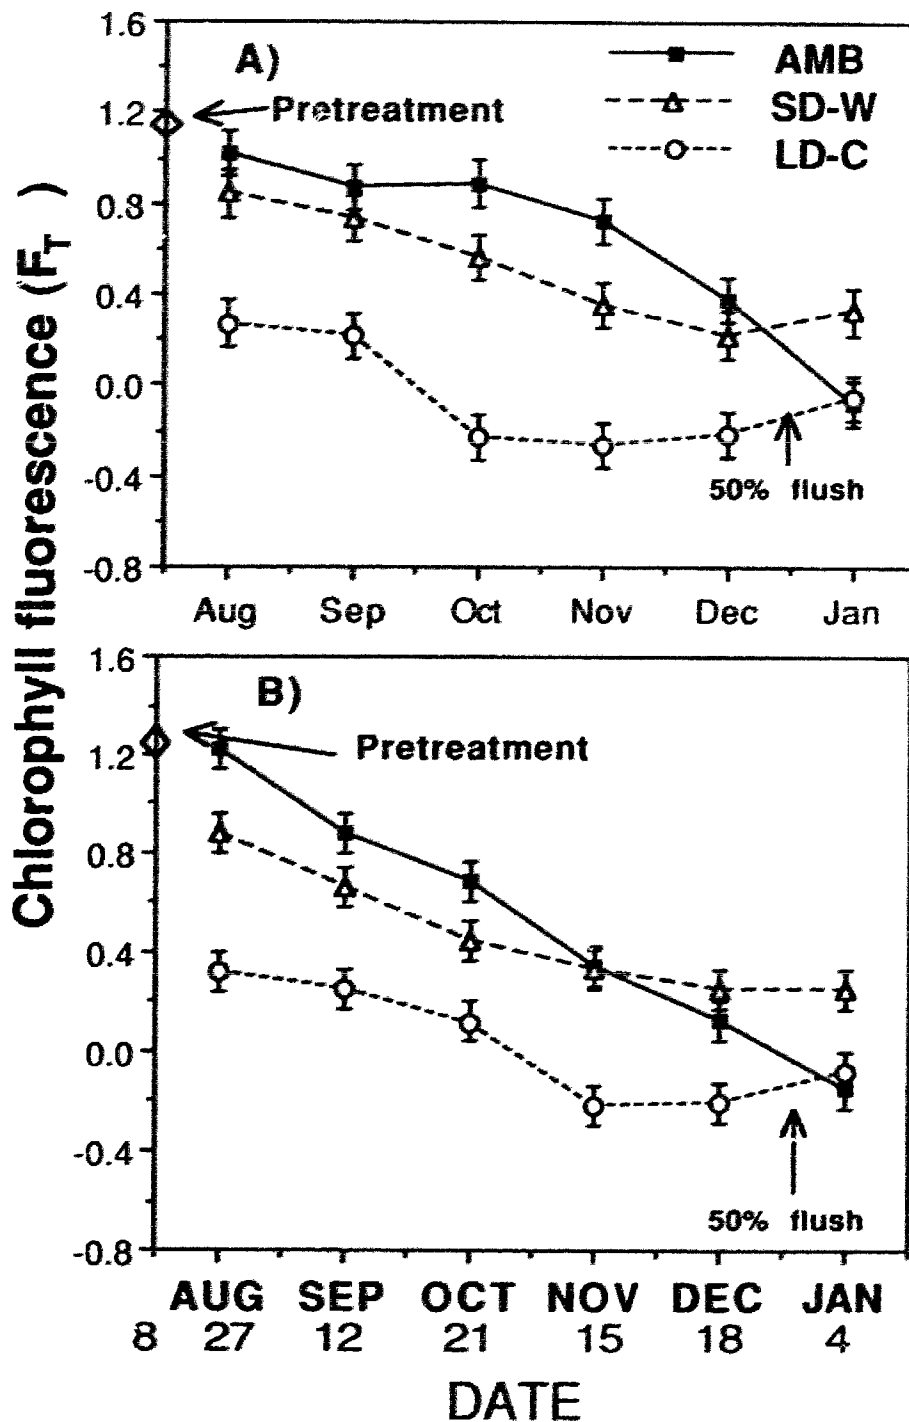 Chlorophyll fluorescence (F_T)
1.6
1.2
0.8
0.4
0.0
-0.4
-0.8
A)
Pretreatment
AMB
SD-W
LD-C
50% flush
Aug Sep Oct Nov Dec Jan
1.6
1.2
0.8
0.4
0.0
-0.4
-0.8
B)
Pretreatment
50% flush
AUG SEP OCT NOV DEC JAN
8 27 12 21 15 18 4
DATE